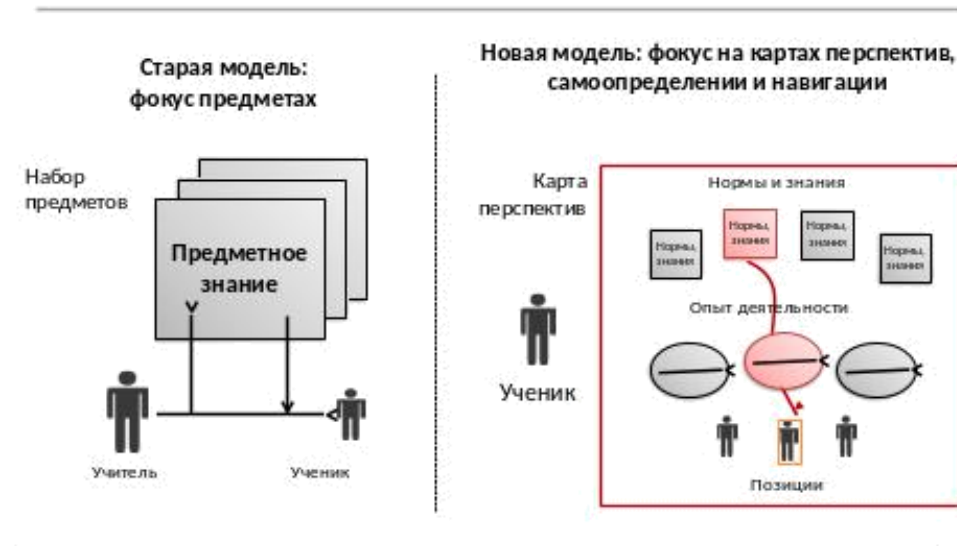 Старая модель:
фокус предметах
Новая модель: фокус на картах перспектив,
самоопределении и навигации
Набор
предметов
Предметное
знание
Учитель
Ученик
Карта
перспектив
Ученик
Нормы и знания
Нормы,
знания
Нормы,
знания
Нормы,
знания
Нормы,
знания
Опыт деятельности
Позиции